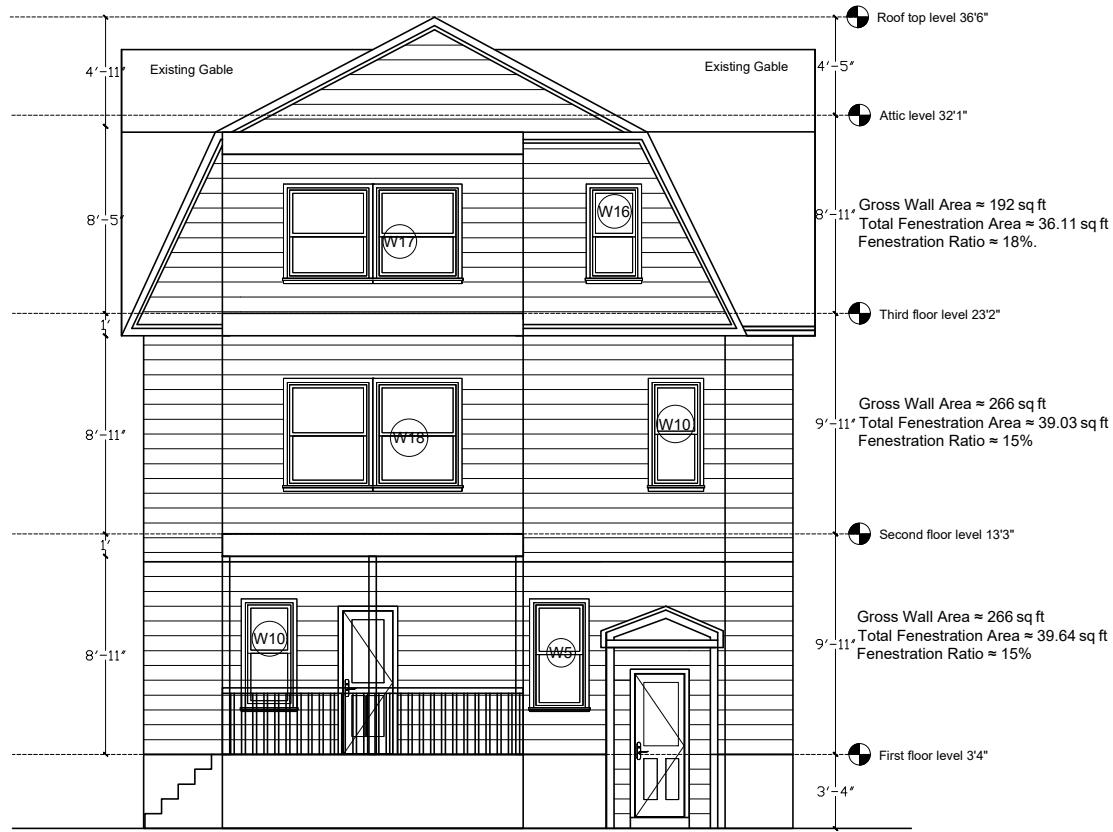 Roof top level 36'6"
4'-11"
Existing Gable
Existing Gable
4'-5"
Attic level 32'1"
8'-5"
W17
W16
8'-11"
Gross Wall Area ≈ 192 sq ft
Total Fenestration Area ≈ 36.11 sq ft
Fenestration Ratio ≈ 18%.
1'
Third floor level 23'2"
8'-11"
W18
W10
9'-11"
Gross Wall Area ≈ 266 sq ft
Total Fenestration Area ≈ 39.03 sq ft
Fenestration Ratio ≈ 15%
1'
Second floor level 13'3"
8'-11"
W10
W5
9'-11"
Gross Wall Area ≈ 266 sq ft
Total Fenestration Area ≈ 39.64 sq ft
Fenestration Ratio ≈ 15%
First floor level 3'4"
3'-4"